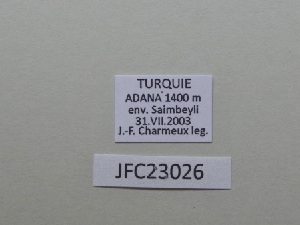 TURQUIE
ADANA 1400 m
env. Saimbeyli
31.VII.2003
J.-F. Charmeux leg.
JFC23026